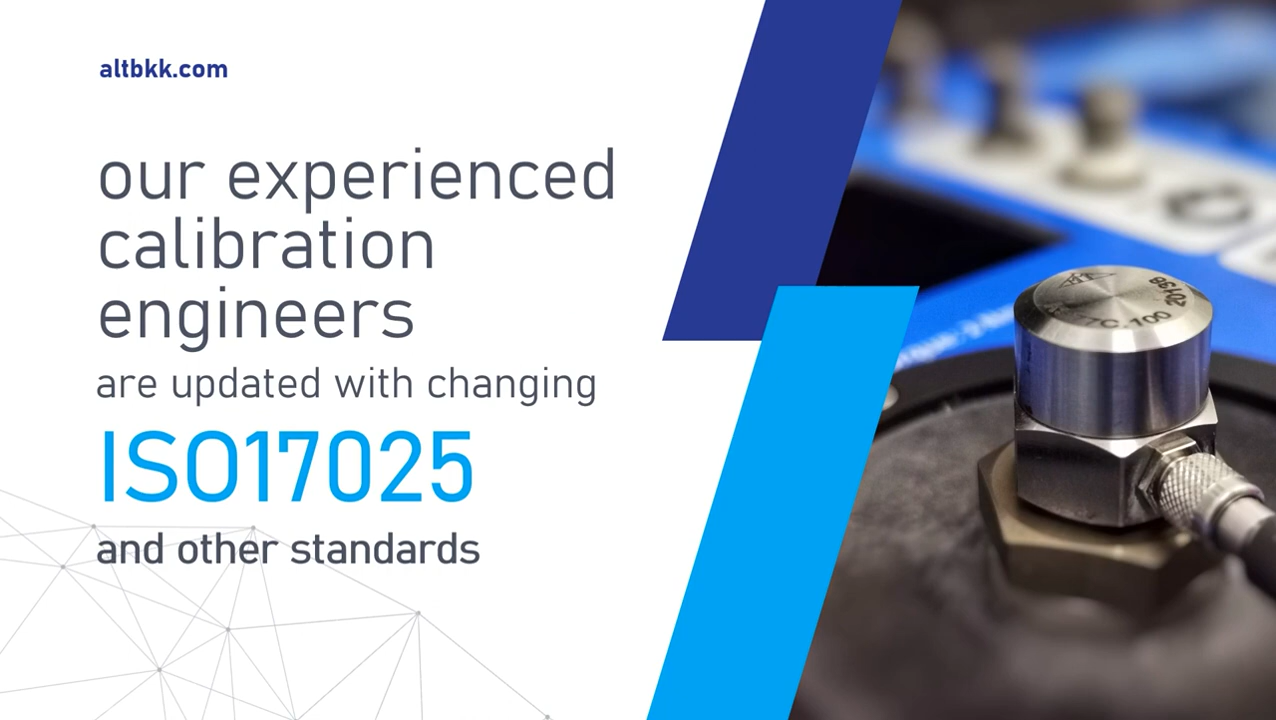 altbkk.com
our experienced
calibration
engineers
are updated with changing
ISO17025
and other standards